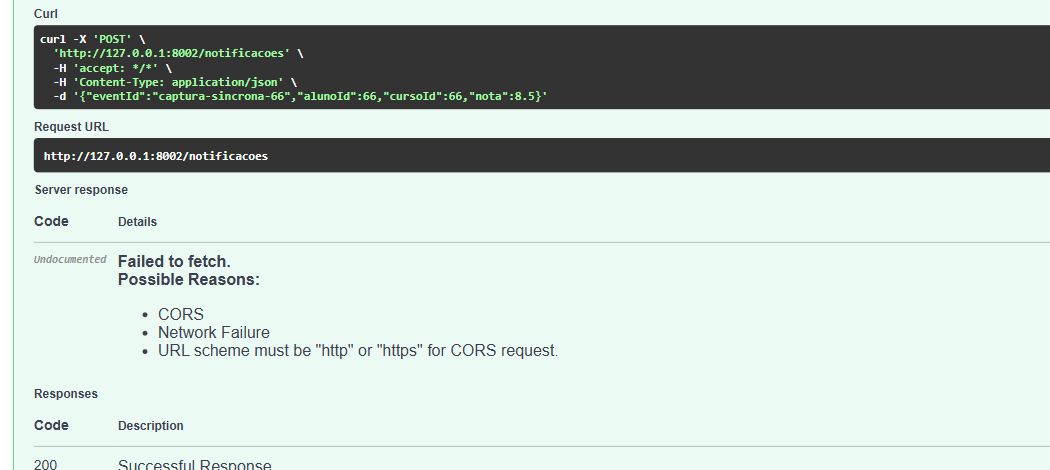 Curl
curl -X 'POST' \
'http://127.0.0.1:8002/notificacoes' \
-H 'accept: */*' \
-H 'Content-Type: application/json' \
-d '{"eventId":"captura-sincrona-66","alunoId":66,"cursoId":66,"nota":8.5}'
Request URL
http://127.0.0.1:8002/notificacoes
Server response
Code Details
Undocumented Failed to fetch.
Possible Reasons:
• CORS
• Network Failure
• URL scheme must be "http" or "https" for CORS request.
Responses
Code Description
200 Successful Response